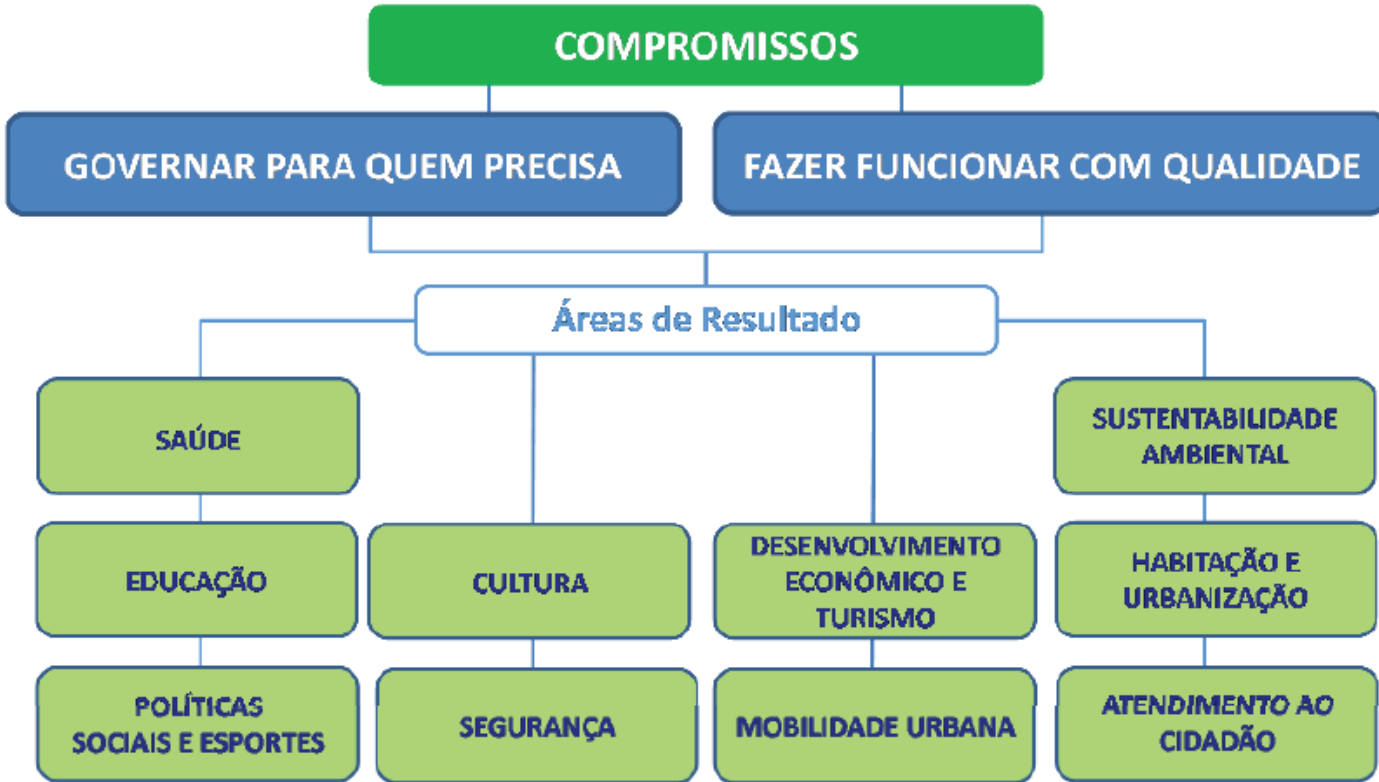 COMPROMISSOS
GOVERNAR PARA QUEM PRECISA
FAZER FUNCIONAR COM QUALIDADE
Áreas de Resultado
SAÚDE
SUSTENTABILIDADE
AMBIENTAL
EDUCAÇÃO
CULTURA
DESENVOLVIMENTO
ECONÔMICO E
TURISMO
HABITAÇÃO E
URBANIZAÇÃO
POLÍTICAS
SOCIAIS E ESPORTES
SEGURANÇA
MOBILIDADE URBANA
ATENDIMENTO AO
CIDADÃO